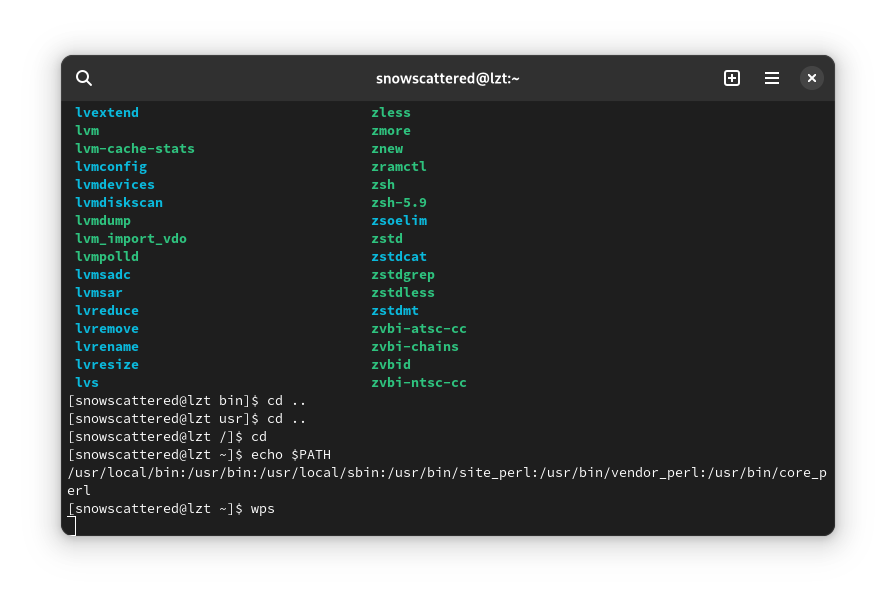 snowscattered@lzt:~
lvextend zless
lvm zmore
lvm-cache-stats znew
lvmconfig zramctl
lvmdevices zsh
lvmdiskscan zsh-5.9
lvmdump zsoelim
lvm_import_vdo zstd
lvmpolld zstdcat
lvmsadc zstdgrep
lvmsar zstdless
lvreduce zstdmt
lvremove zvbi-atsc-cc
lvrename zvbi-chains
lvresize zvbid
lvs zvbi-ntsc-cc
[snowscattered@lzt bin]$ cd ..
[snowscattered@lzt usr]$ cd ..
[snowscattered@lzt /]$ cd
[snowscattered@lzt ~]$ echo $PATH
/usr/local/bin:/usr/bin:/usr/local/sbin:/usr/bin/site_perl:/usr/bin/vendor_perl:/usr/bin/core_p
erl
[snowscattered@lzt ~]$ wps